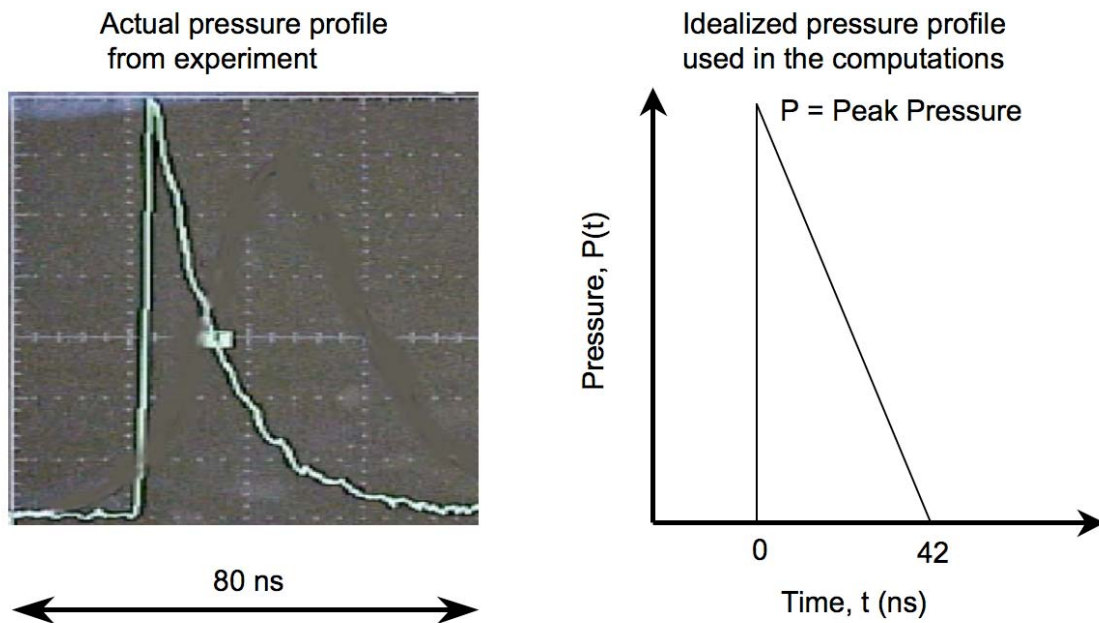 Actual pressure profile
from experiment
80 ns
Idealized pressure profile
used in the computations
P = Peak Pressure
Pressure, P(t)
0 42
Time, t (ns)